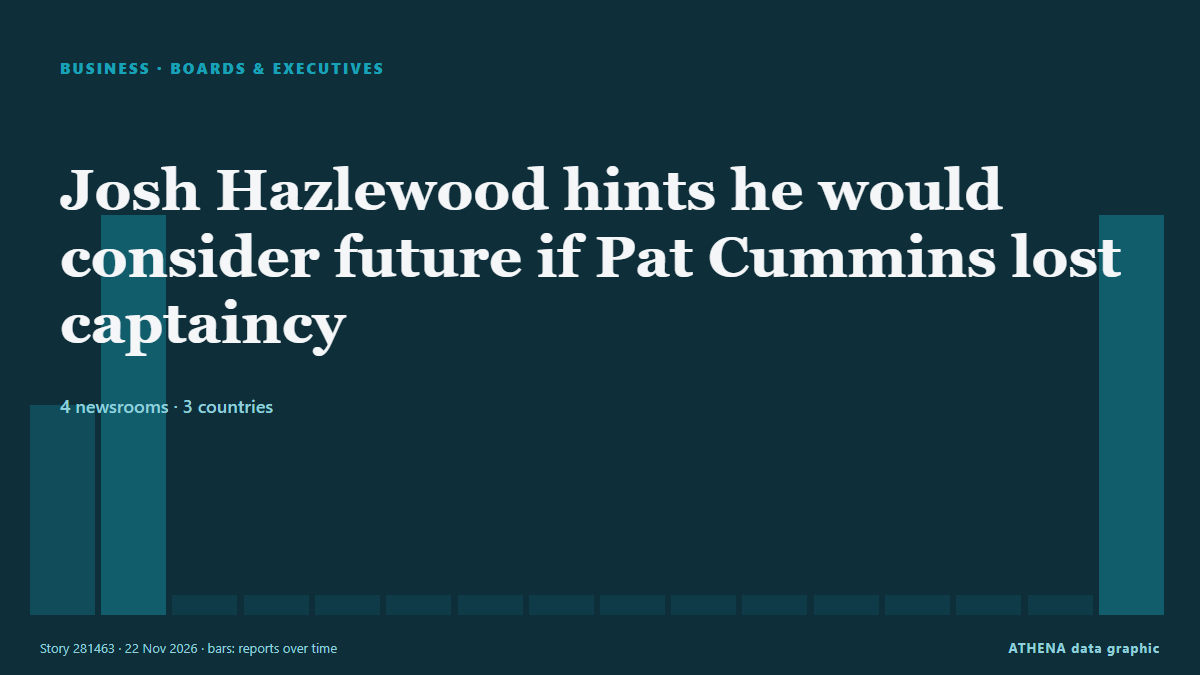 BUSINESS · BOARDS & EXECUTIVES
Josh Hazlewood hints he would
consider future if Pat Cummins lost
captaincy
4 newsrooms · 3 countries
Story 281463 · 22 Nov 2026 · bars: reports over time
ATHENA data graphic